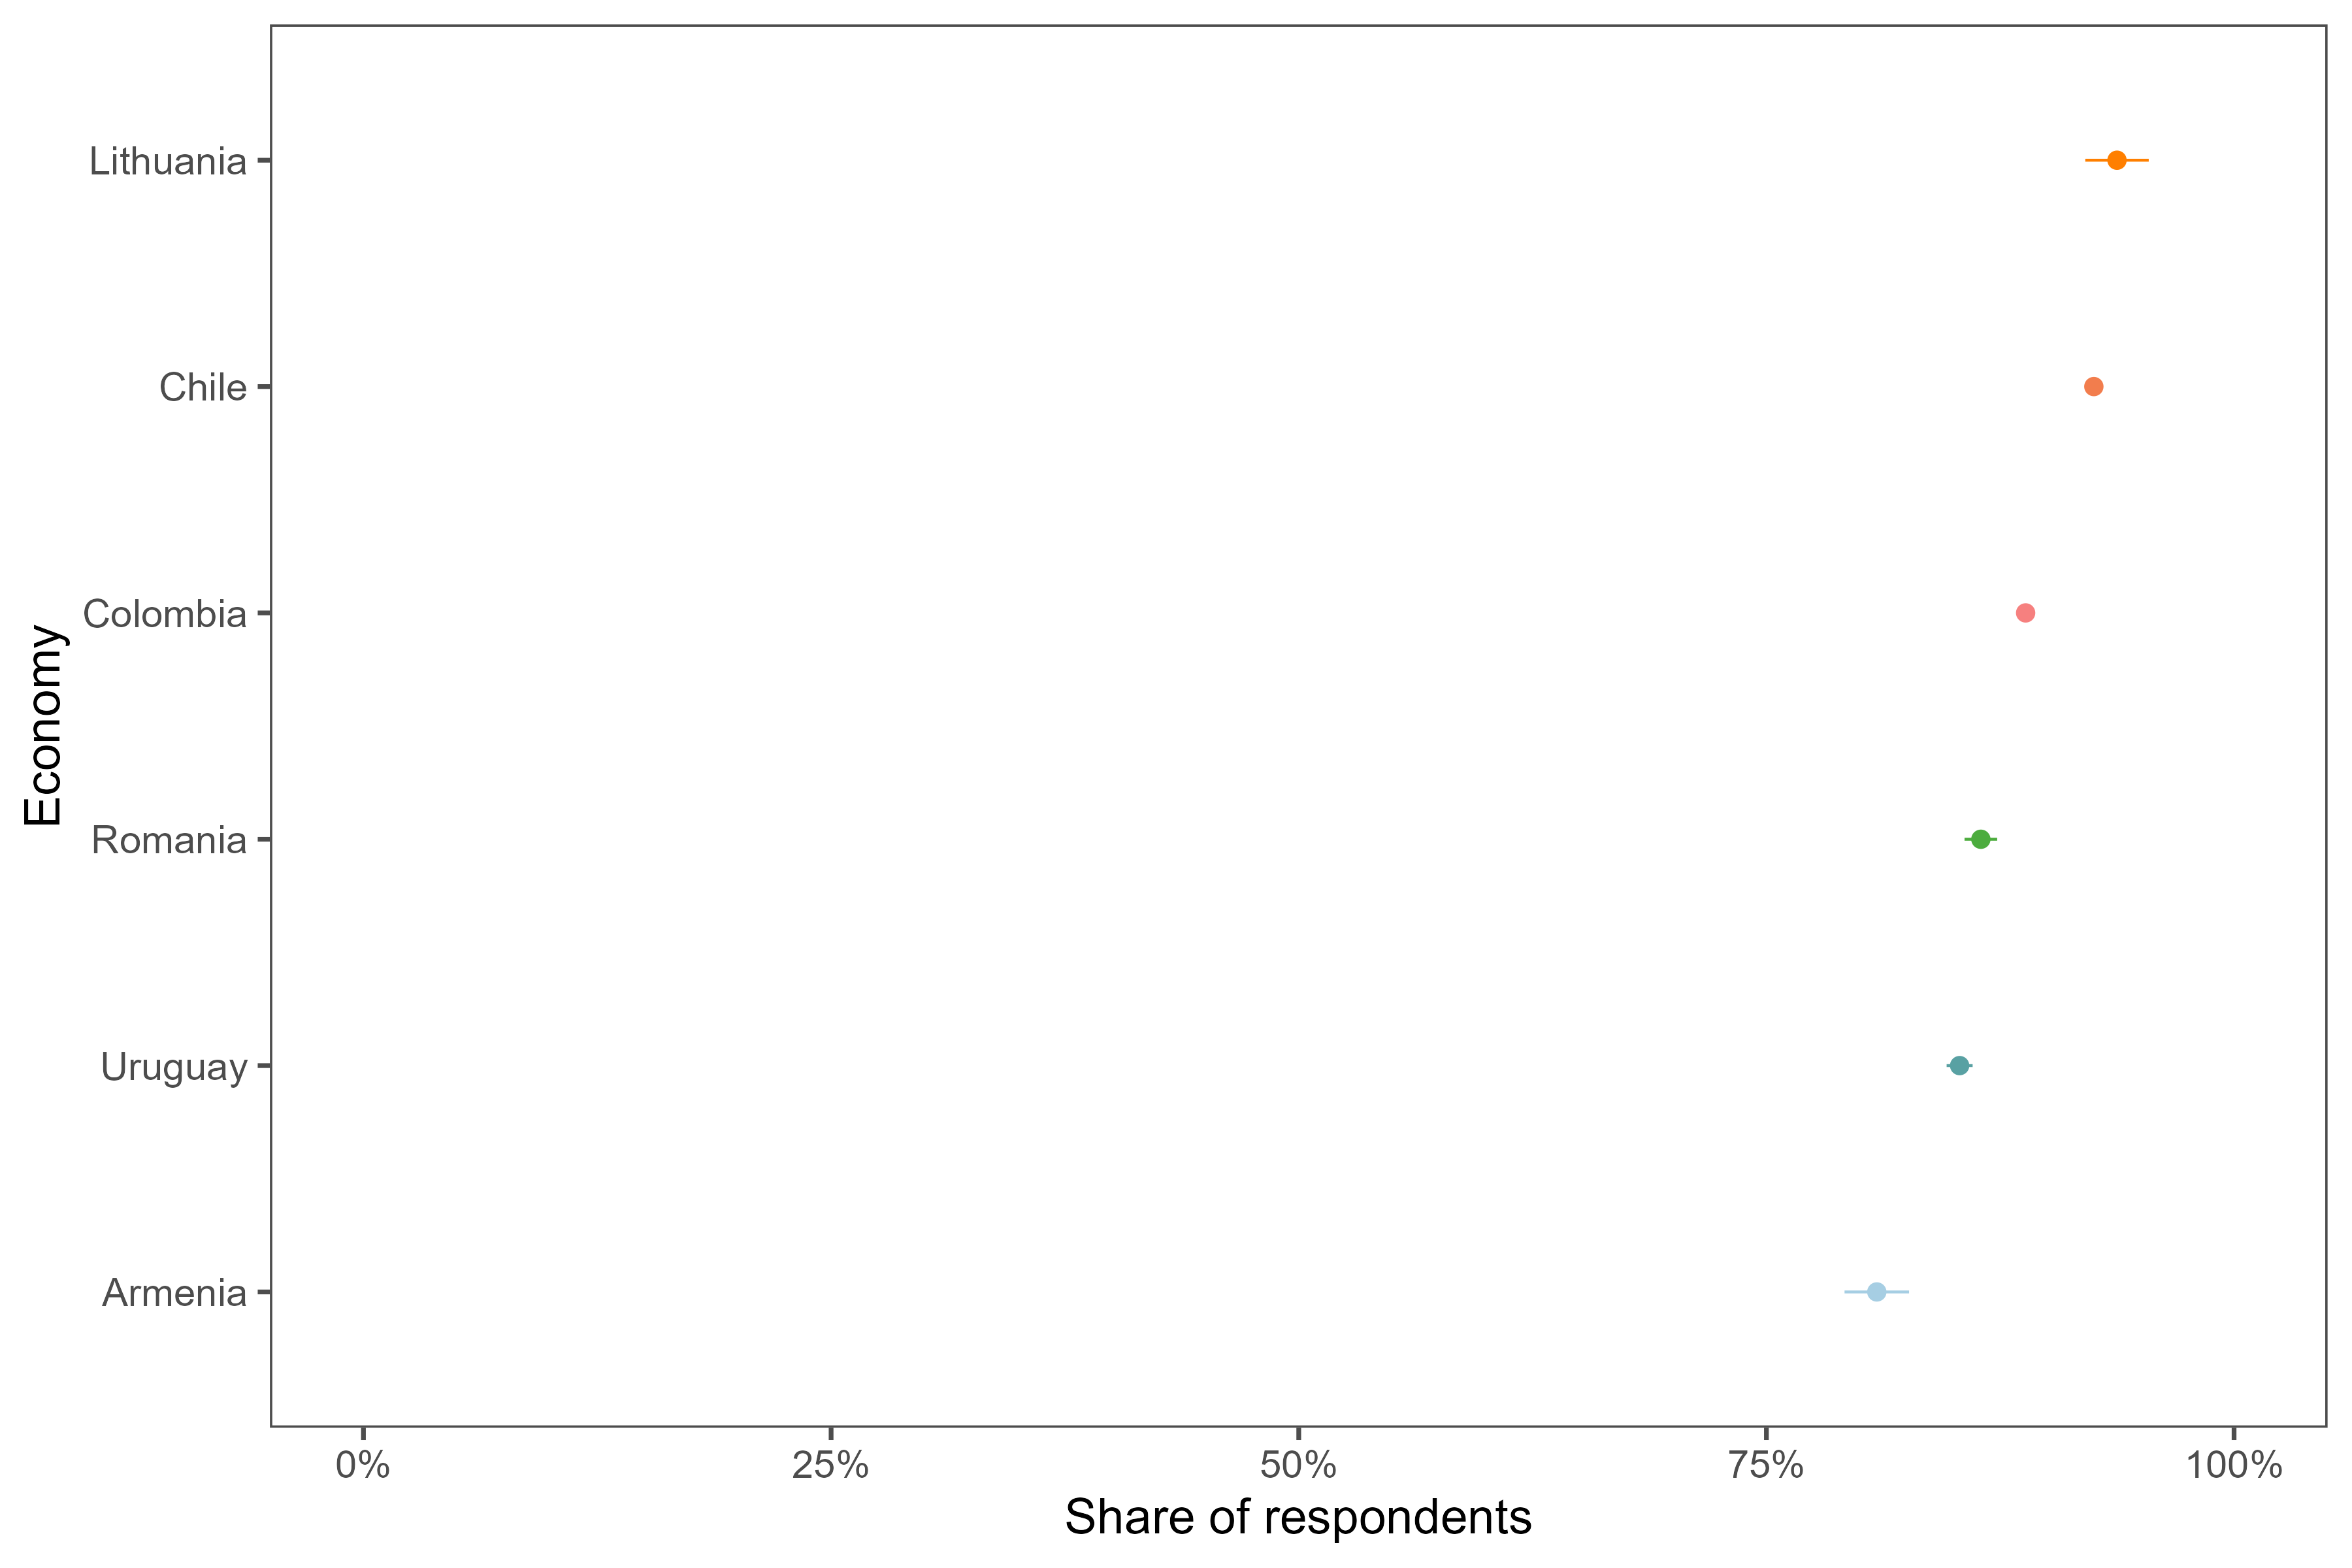 Economy
Lithuania
Chile
Colombia
Romania
Uruguay
Armenia
0% 25% 50% 75% 100%
Share of respondents